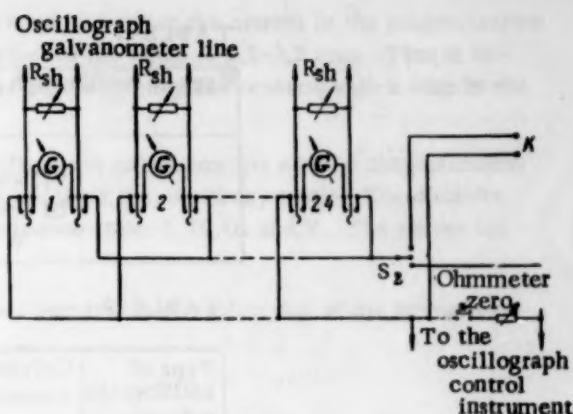 Oscillograph
galvanometer line
Rsh Rsh Rsh
G G G
1 2 24
K
S2
Ohmmeter
zero
To the
oscillograph
control
instrument